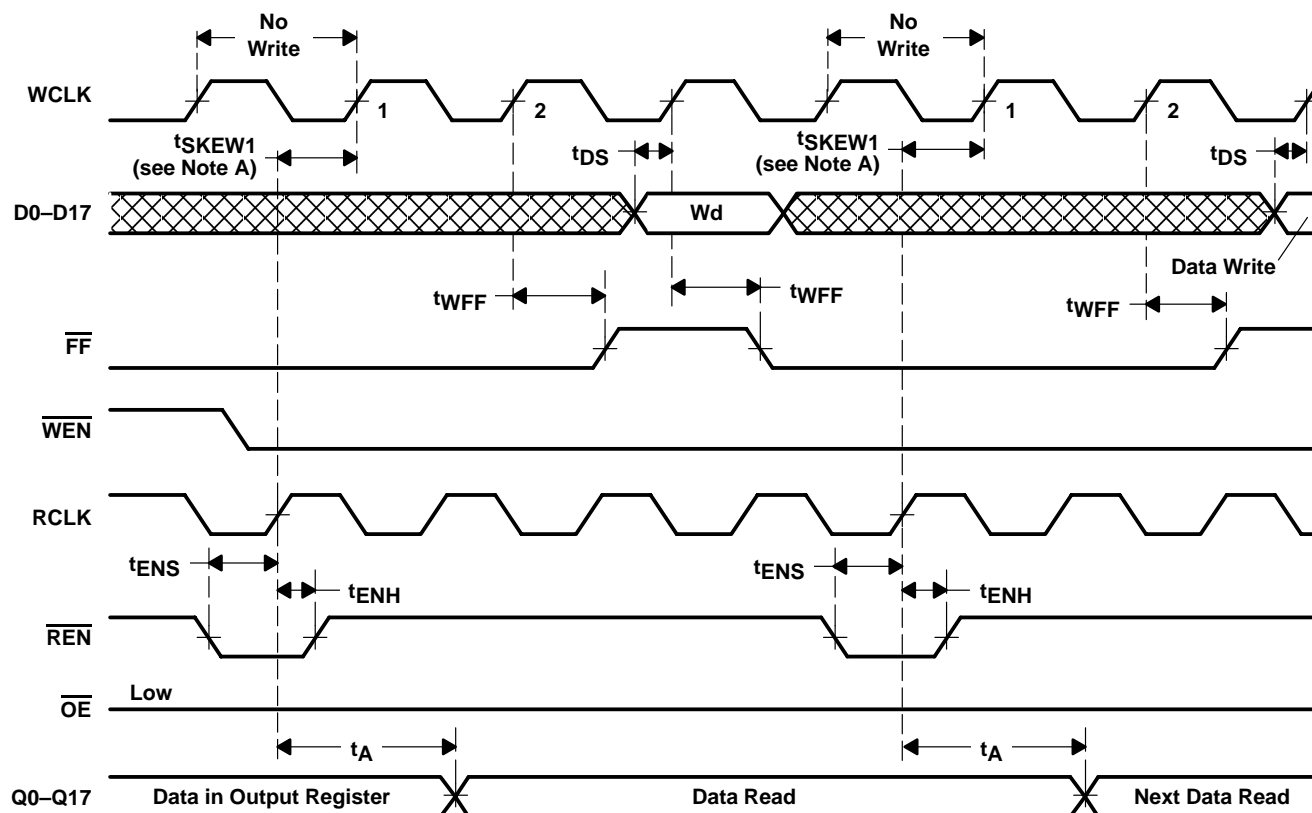 No
Write
No
Write
WCLK
1
2
1
2
tSKEW1
(see Note A)
tDS
tSKEW1
(see Note A)
tDS
D0–D17
Wd
Data Write
tWFF
tWFF
tWFF
FF
WEN
RCLK
tENS
tENH
tENS
tENH
REN
Low
OE
tA
tA
Q0–Q17
Data in Output Register
Data Read
Next Data Read